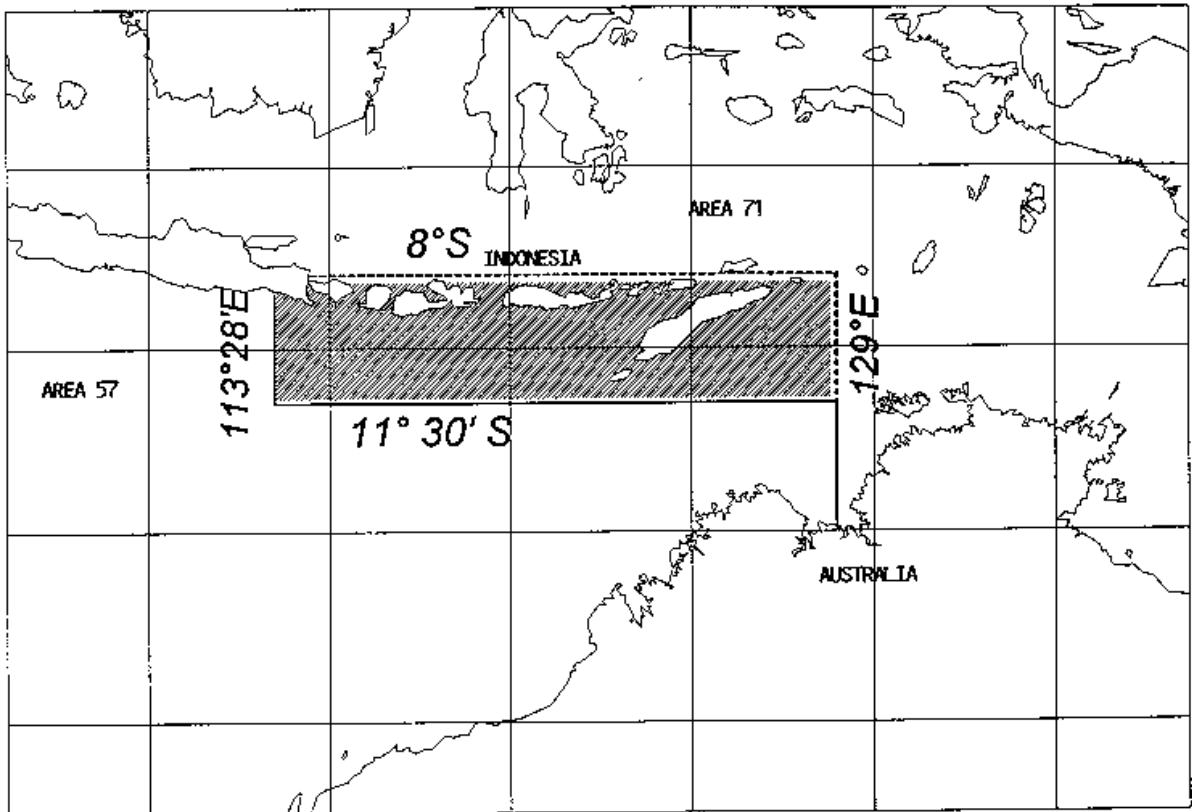 AREA 71
8°S
INDONESIA
113°28'E
129°E
AREA 57
11° 30' S
AUSTRALIA